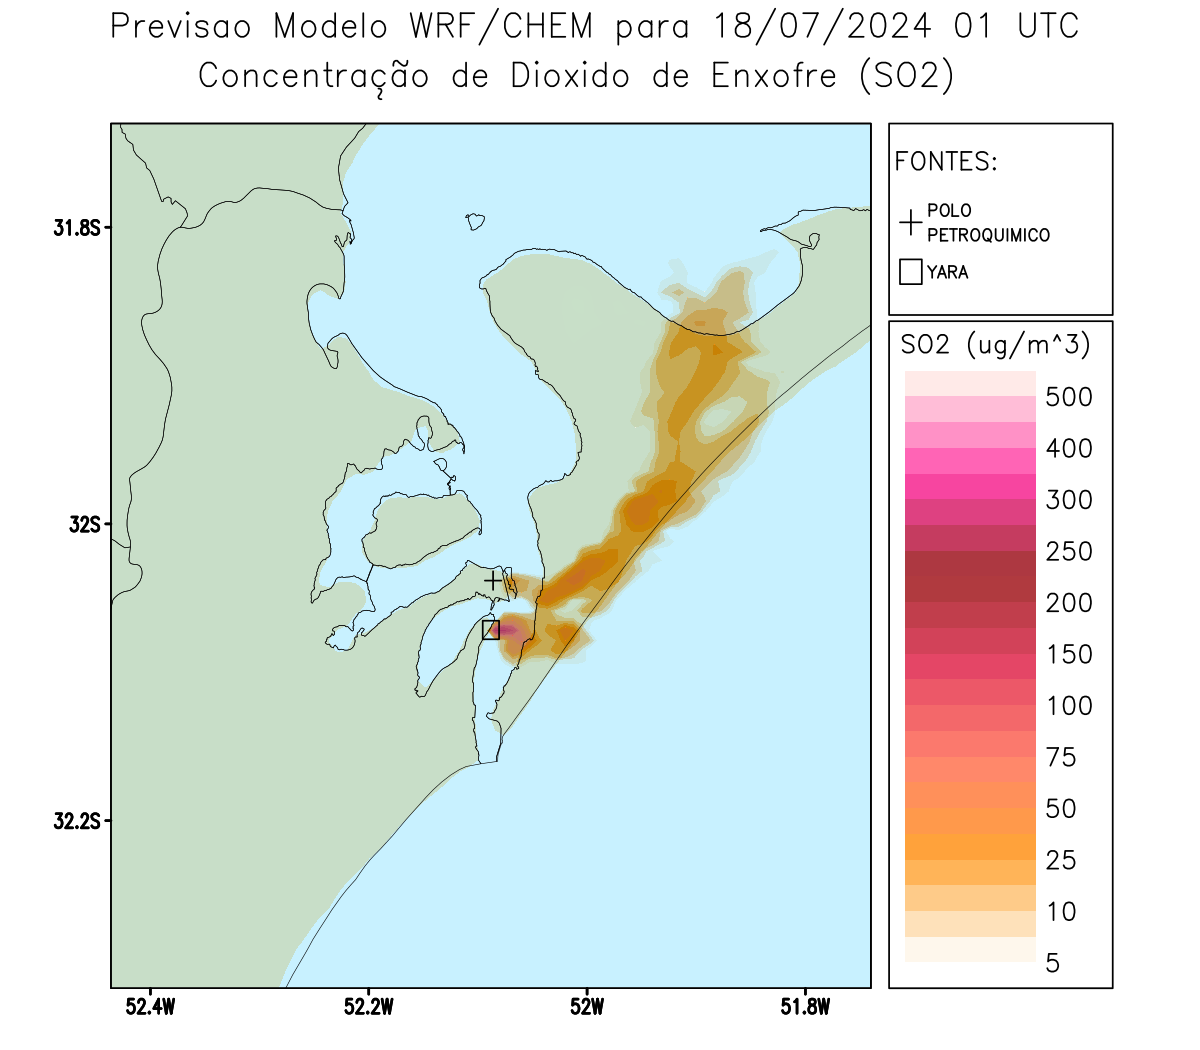 Previsao Modelo WRF/CHEM para 18/07/2024 01 UTC
Concentração de Dioxido de Enxofre (SO2)
FONTES:
POLO
PETROQUIMICO
YARA
31.8S
32S
32.2S
52.4W
52.2W
52W
51.8W
SO2 (ug/m^3)
500
400
300
250
200
150
100
75
50
25
10
5